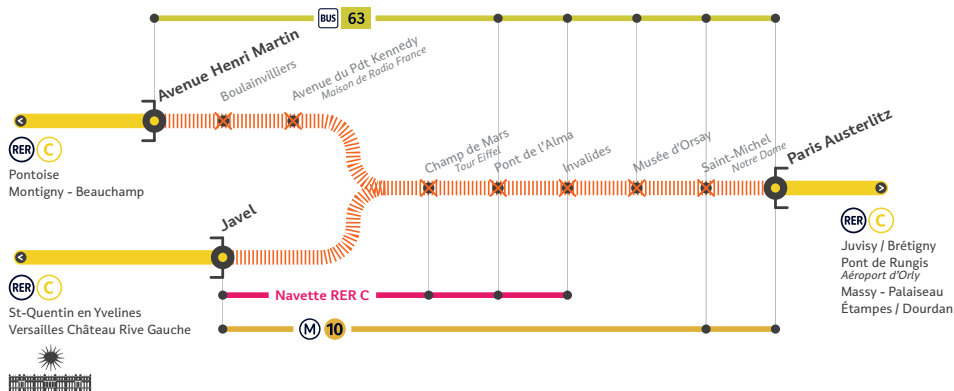 BUS 63
Avenue Henri Martin
Boulainvilliers
Avenue du Pdt Kennedy
Maison de Radio France
RER C
Pontoise
Montigny - Beauchamp
Champ de Mars
Tour Eiffel
Pont de l'Alma
Invalides
Musée d'Orsay
Saint-Michel
Notre Dame
Paris Austerlitz
Javel
RER C
St-Quentin en Yvelines
Versailles Château Rive Gauche
RER C
Juvisy / Brétigny
Pont de Rungis
Aéroport d'Orly
Massy - Palaiseau
Étampes / Dourdan
Navette RER C
M 10